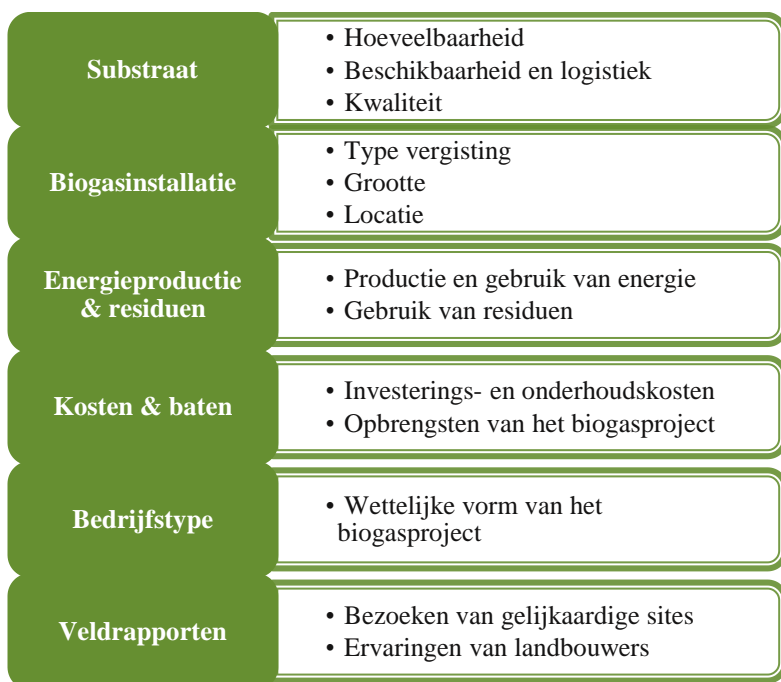 Substraat
• Hoeveelbaarheid
• Beschikbaarheid en logistiek
• Kwaliteit
Biogasinstallatie
• Type vergisting
• Grootte
• Locatie
Energieproductie
& residuen
• Productie en gebruik van energie
• Gebruik van residuen
Kosten & baten
• Investerings- en onderhoudskosten
• Opbrengsten van het biogasproject
Bedrijfstype
• Wettelijke vorm van het
biogasproject
Veldrapporten
• Bezoeken van gelijkaardige sites
• Ervaringen van landbouwers